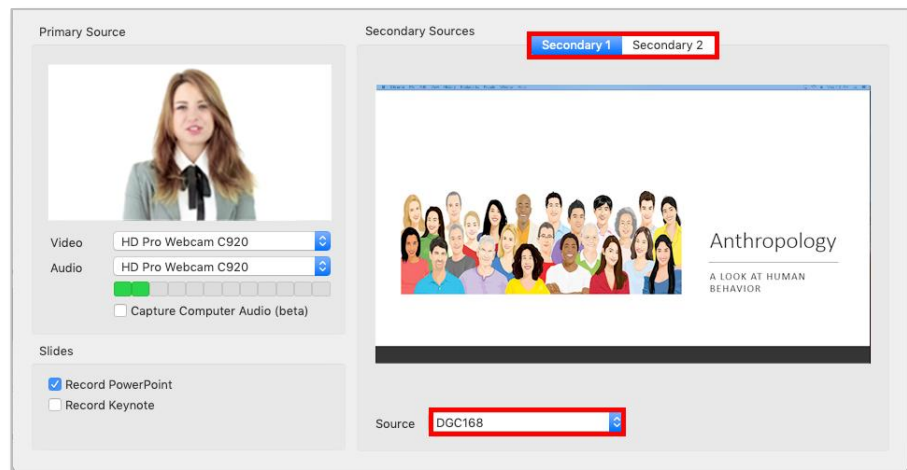 Primary Source
Video HD Pro Webcam C920
Audio HD Pro Webcam C920
Capture Computer Audio (beta)
Slides
Record PowerPoint
Record Keynote
Secondary Sources
Secondary 1 Secondary 2
Anthropology
A LOOK AT HUMAN
BEHAVIOR
Source DGC168